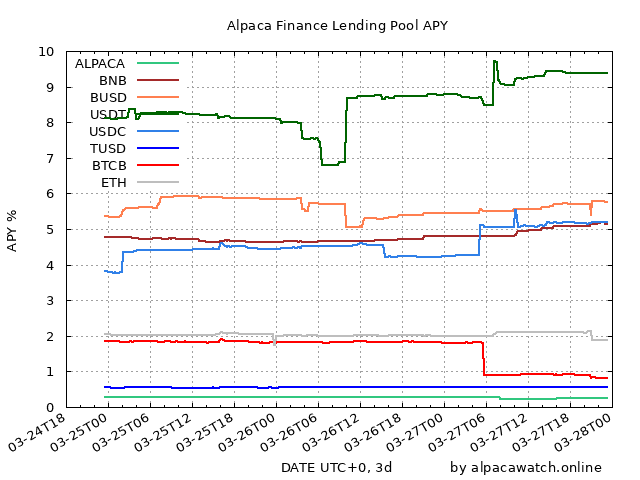 Alpaca Finance Lending Pool APY
APY %
10
9
8
7
6
5
4
3
2
1
0
ALPACA
BNB
BUSD
USDT
USDC
TUSD
BTCB
ETH
03-24T18
03-25T00
03-25T06
03-25T12
03-25T18
03-26T00
03-26T06
03-26T12
03-26T18
03-27T00
03-27T06
03-27T12
03-27T18
03-28T00
DATE UTC+0, 3d
by alpacawatch.online